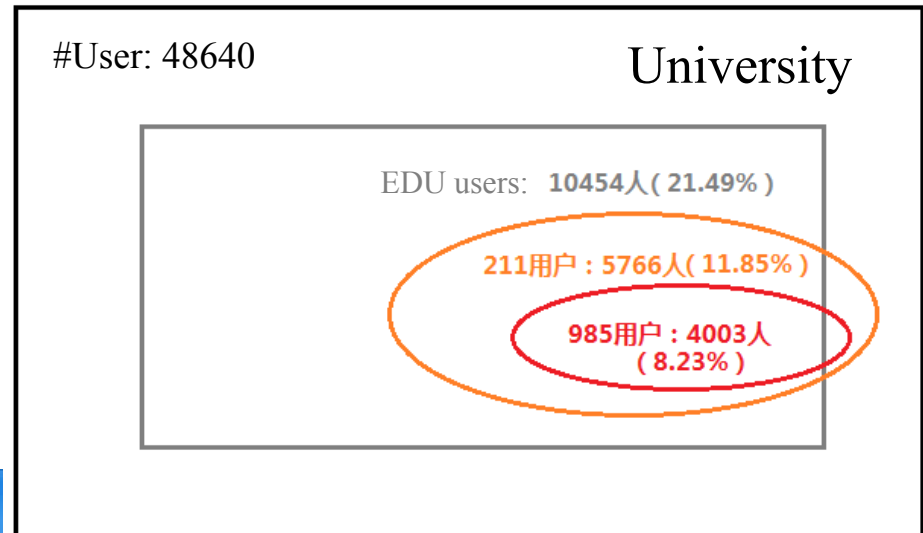 #User: 48640
University
EDU users: 10454人( 21.49% )
211用户：5766人( 11.85% )
985用户：4003人
( 8.23% )